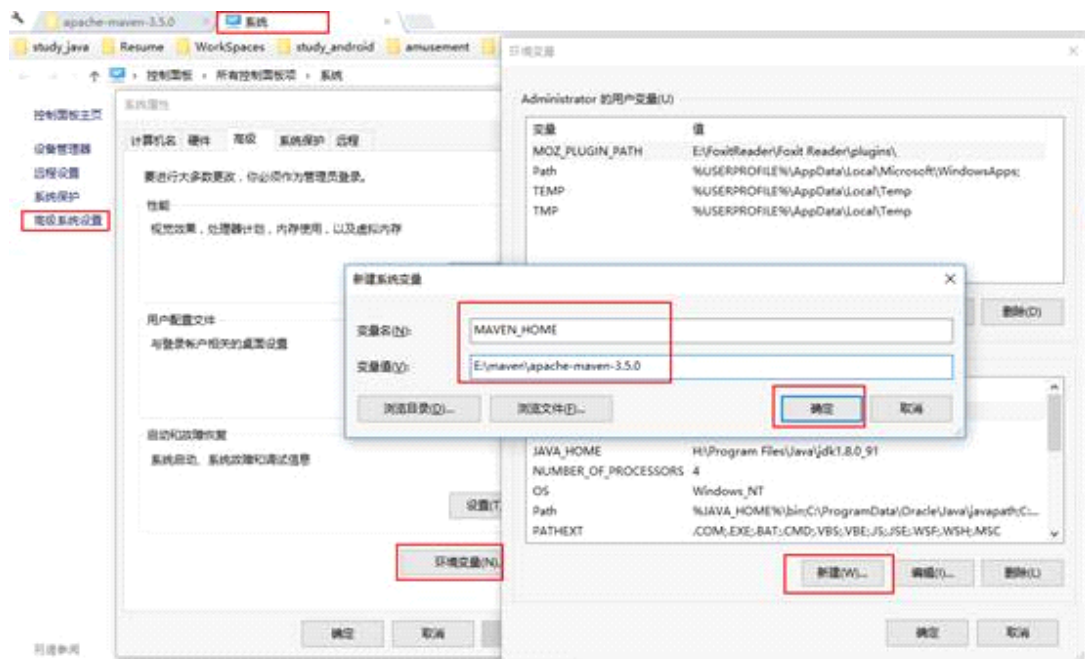 apache-maven-3.5.0
系统
study_java Resume WorkSpaces study_android amusement
控制面板 › 所有控制面板项 › 系统
控制面板主页
设备管理器
远程设置
系统保护
高级系统设置
系统属性
计算机名 硬件 高级 系统保护 远程
要进行大多数更改，你必须作为管理员登录。
性能
视觉效果，处理器计划，内存使用，以及虚拟内存
用户配置文件
与登录帐户相关的桌面设置
启动和故障恢复
系统启动、系统故障和调试信息
设置(T
环境变量(N)
确定 取消
环境变量
Administrator 的用户变量(U)
变量 值
MOZ_PLUGIN_PATH E:\FoxitReader\Foxit Reader\plugins\
Path %USERPROFILE%\AppData\Local\Microsoft\WindowsApps;
TEMP %USERPROFILE%\AppData\Local\Temp
TMP %USERPROFILE%\AppData\Local\Temp
删除(D)
新建系统变量
变量名(N): MAVEN_HOME
变量值(V): E:\maven\apache-maven-3.5.0
浏览目录(D)... 浏览文件(F)... 确定 取消
JAVA_HOME H:\Program Files\Java\jdk1.8.0_91
NUMBER_OF_PROCESSORS 4
OS Windows_NT
Path %JAVA_HOME%\bin;C:\ProgramData\Oracle\Java\javapath;C:...
PATHEXT .COM;.EXE;.BAT;.CMD;.VBS;.VBE;.JS;.JSE;.WSF;.WSH;.MSC
新建(W)... 编辑(I)... 删除(L)
确定 取消